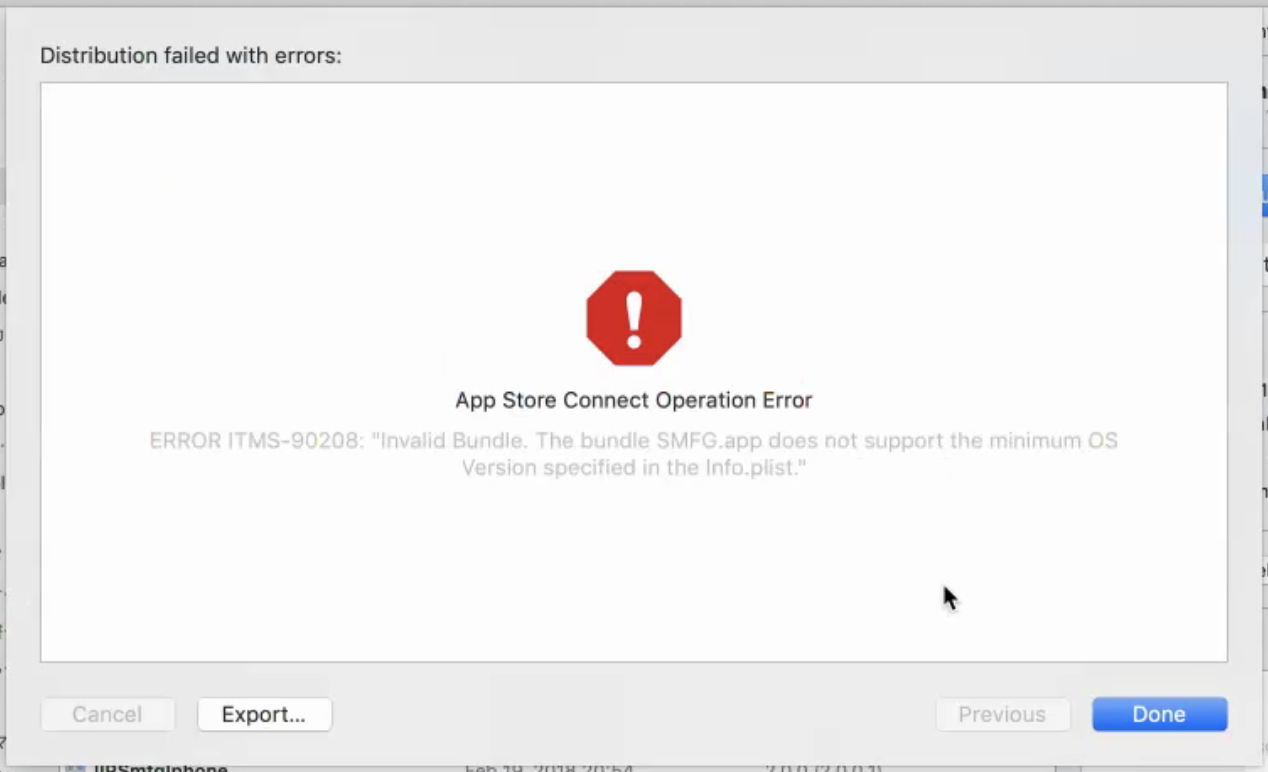 Distribution failed with errors:
App Store Connect Operation Error
ERROR ITMS-90208: "Invalid Bundle. The bundle SMFG.app does not support the minimum OS
Version specified in the Info.plist."
Cancel Export... Previous Done
Feb 19, 2018 20:54